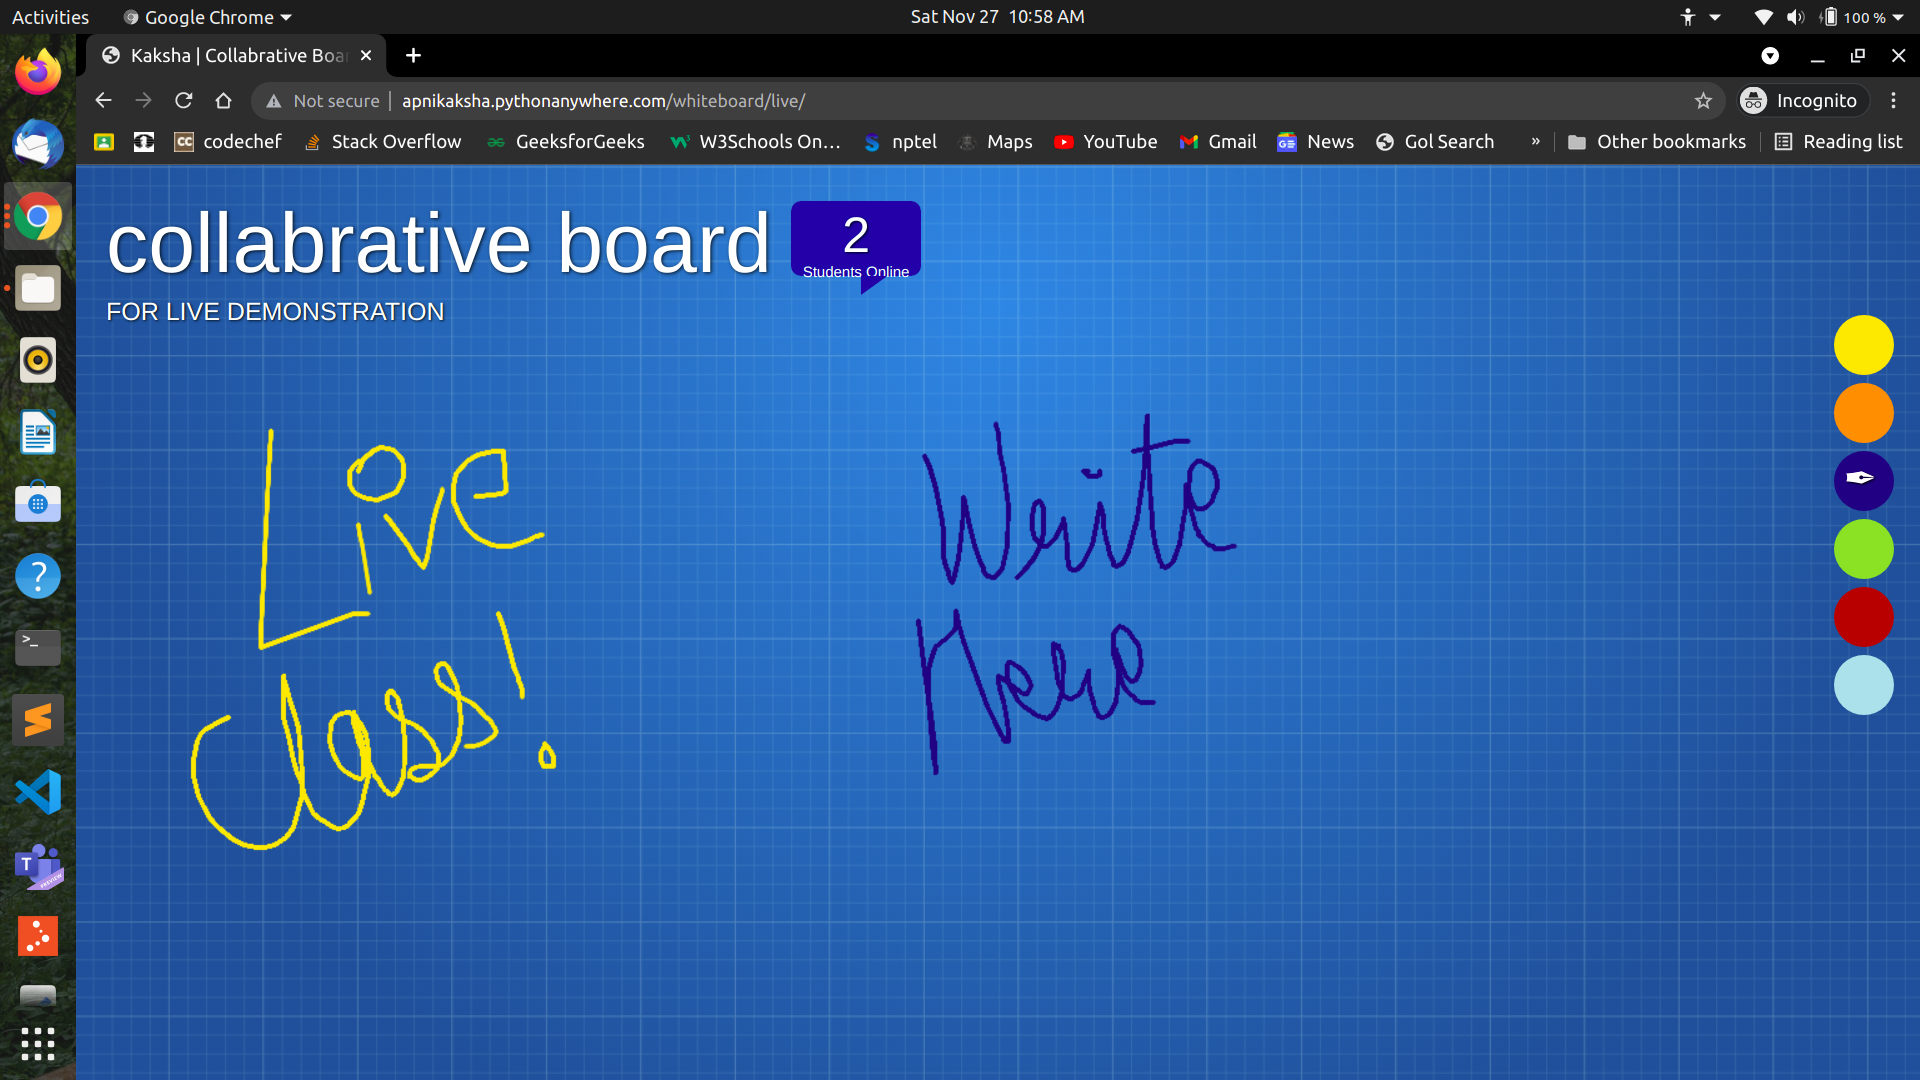 Activities Google Chrome Sat Nov 27 10:58 AM 100 %
Kaksha | Collabrative Boar
Not secure apnikaksha.pythonanywhere.com/whiteboard/live/ Incognito
CC codechef Stack Overflow GeeksforGeeks W3Schools On... nptel Maps YouTube Gmail News Gol Search » Other bookmarks Reading list
collabrative board
2
Students Online
FOR LIVE DEMONSTRATION
Live
Class!
Write
Here